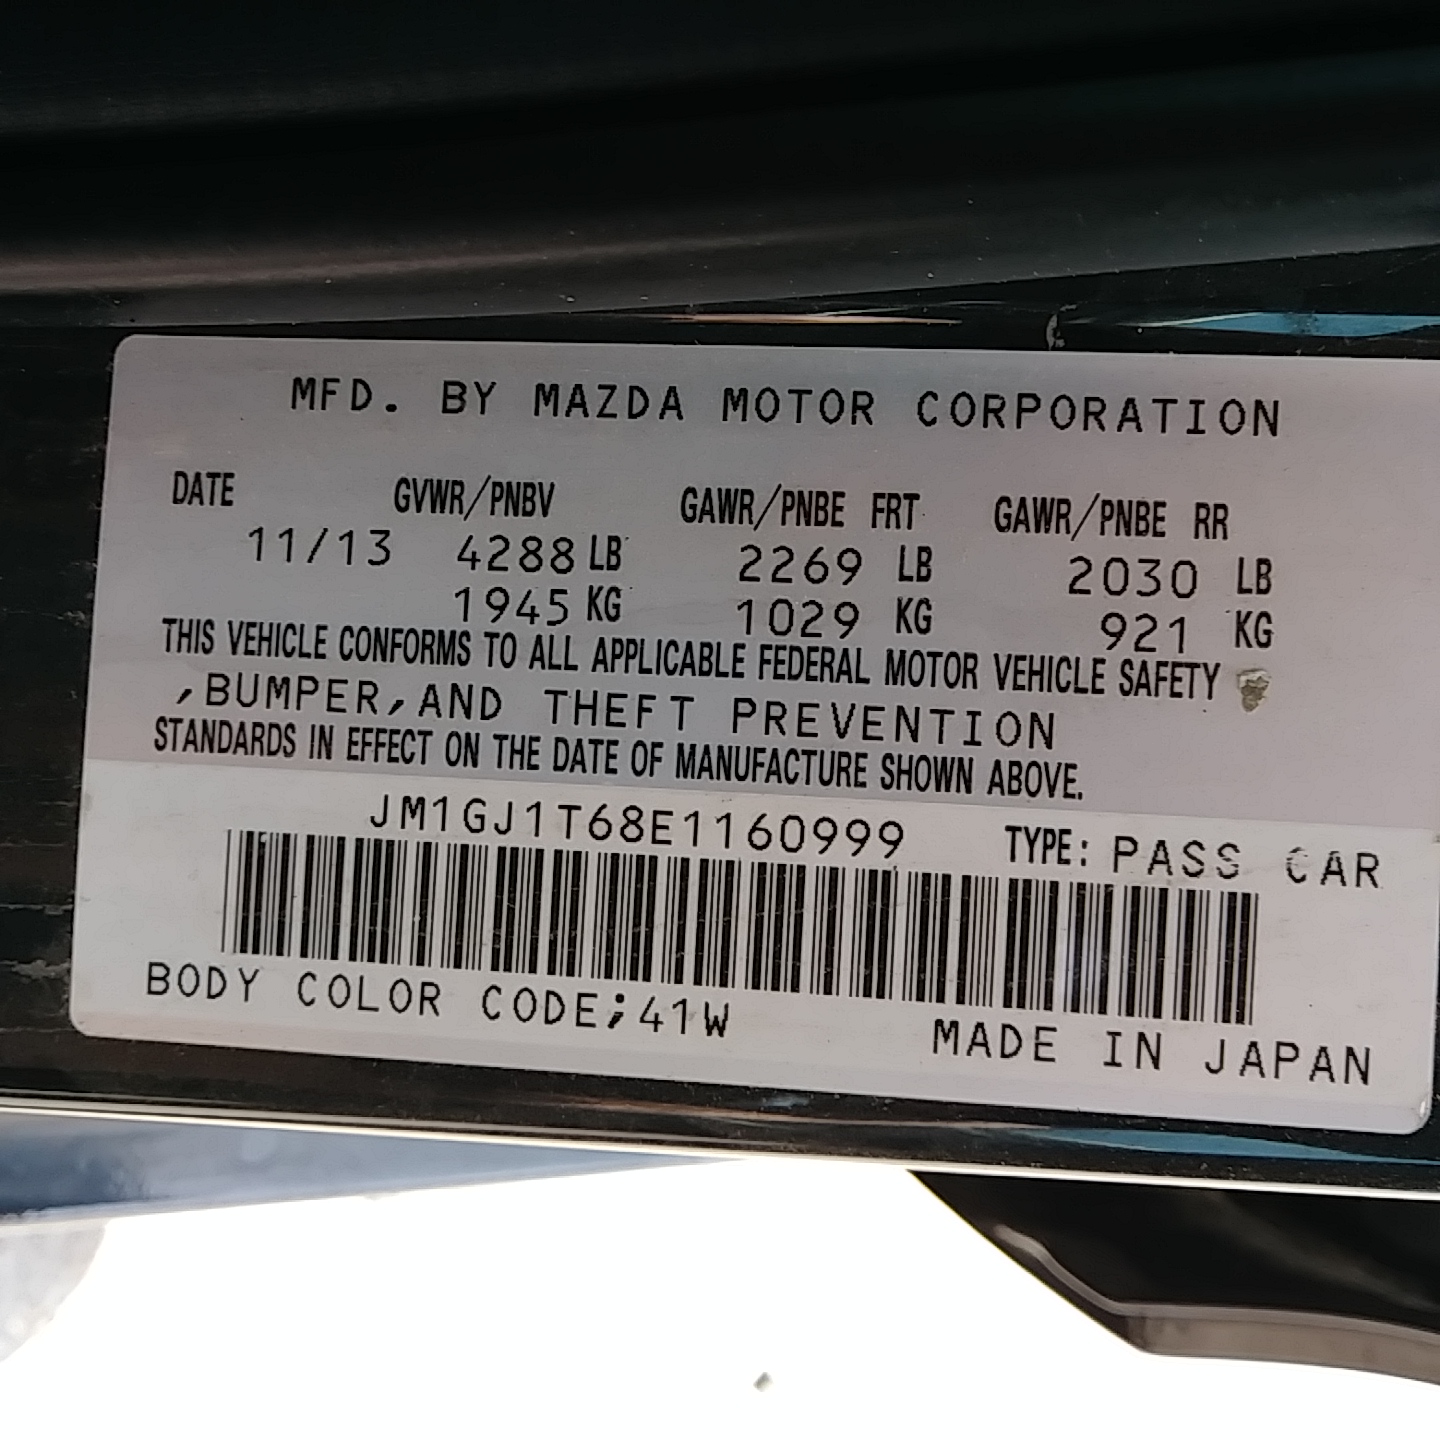 MFD. BY MAZDA MOTOR CORPORATION
DATE GVWR/PNBV GAWR/PNBE FRT GAWR/PNBE RR
11/13 4288 LB 2269 LB 2030 LB
1945 KG 1029 KG 921 KG
THIS VEHICLE CONFORMS TO ALL APPLICABLE FEDERAL MOTOR VEHICLE SAFETY
,BUMPER,AND THEFT PREVENTION
STANDARDS IN EFFECT ON THE DATE OF MANUFACTURE SHOWN ABOVE.
JM1GJ1T68E1160999 TYPE: PASS CAR
BODY COLOR CODE;41W MADE IN JAPAN